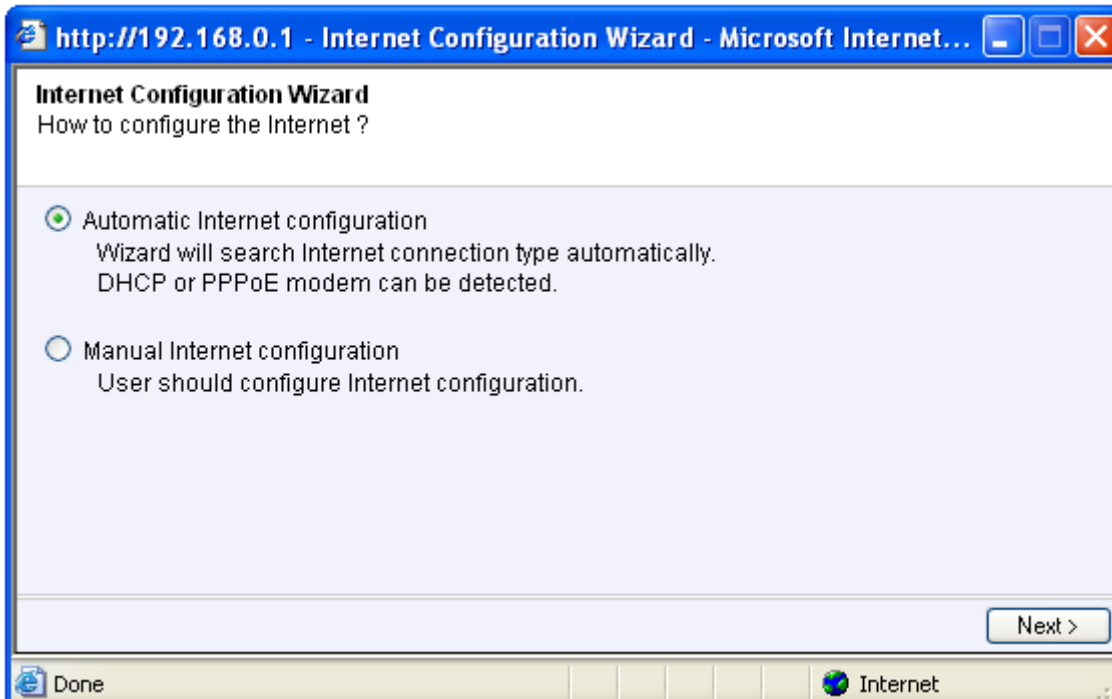 http://192.168.0.1 - Internet Configuration Wizard - Microsoft Internet...
Internet Configuration Wizard
How to configure the Internet ?
Automatic Internet configuration
Wizard will search Internet connection type automatically.
DHCP or PPPoE modem can be detected.
Manual Internet configuration
User should configure Internet configuration.
Next >
Done
Internet